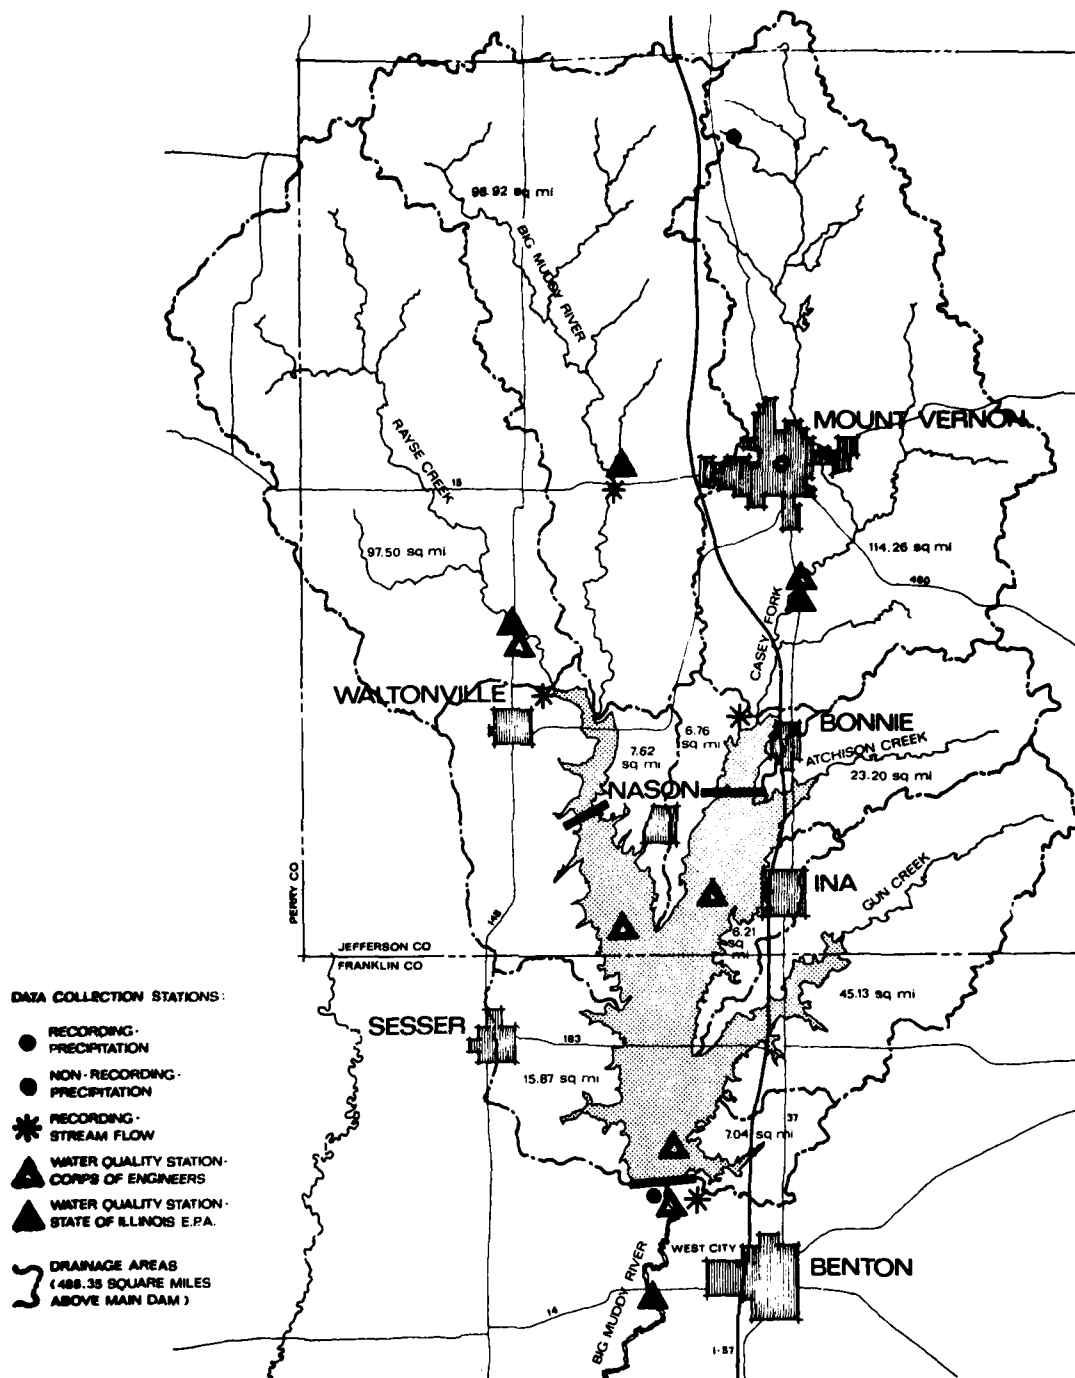 98.92 sq mi
BIG MUDDY RIVER
MOUNT VERNON
RAYSE CREEK
15
97.50 sq mi
114.26 sq mi
460
CASEY FORK
WALTONVILLE
BONNIE
6.76
sq mi
7.62
sq mi
ATCHISON CREEK
23.20 sq mi
NASON
INA
GUN CREEK
PERRY CO
148
6.21
sq
mi
JEFFERSON CO
FRANKLIN CO
45.13 sq mi
SESSER
183
15.87 sq mi
37
7.04 sq mi
WEST CITY
BENTON
BIG MUDDY RIVER
14
I-57
DATA COLLECTION STATIONS:
RECORDING-
PRECIPITATION
NON-RECORDING-
PRECIPITATION
RECORDING-
STREAM FLOW
WATER QUALITY STATION-
CORPS OF ENGINEERS
WATER QUALITY STATION-
STATE OF ILLINOIS E.P.A.
DRAINAGE AREAS
(488.35 SQUARE MILES
ABOVE MAIN DAM)